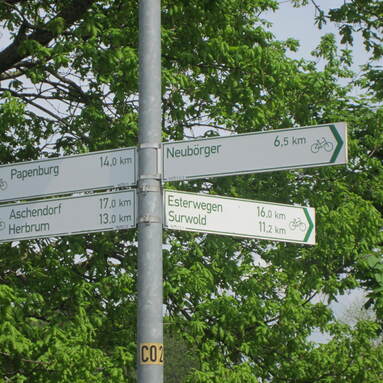 Papenburg 14,0 km
Aschendorf 17,0 km
Herbrum 13,0 km
Neubörger 6,5 km
Esterwegen 16,0 km
Surwold 11,2 km
CO2